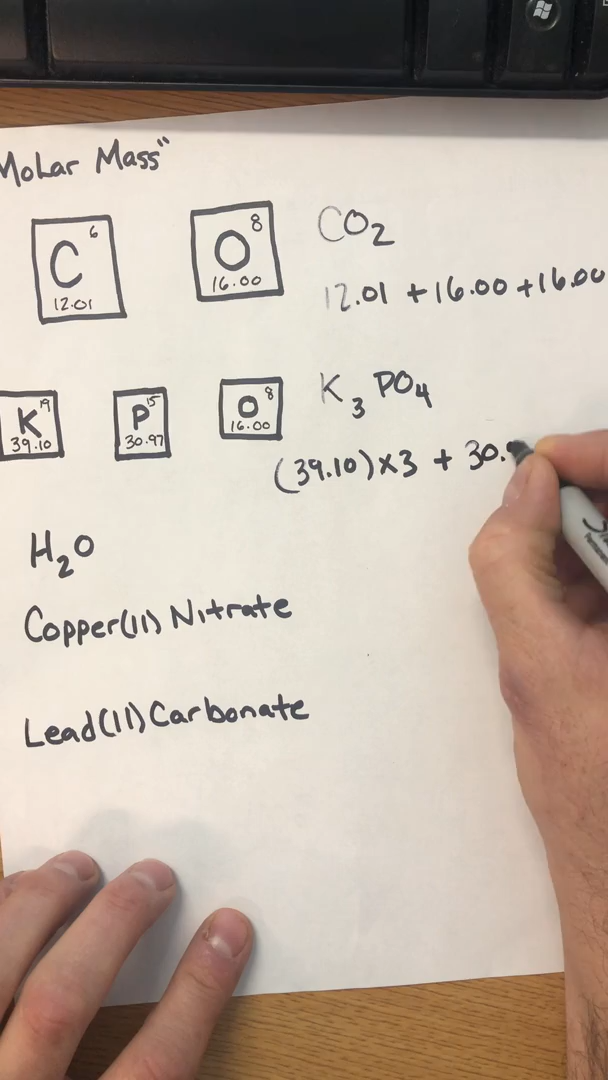 Molar Mass"
C 6 12.01
O 8 16.00
CO2
12.01 + 16.00 + 16.00
K 19 39.10
P 15 30.97
O 8 16.00
K3PO4
(39.10)x3 + 30.
H2O
Copper(II) Nitrate
Lead(II) Carbonate